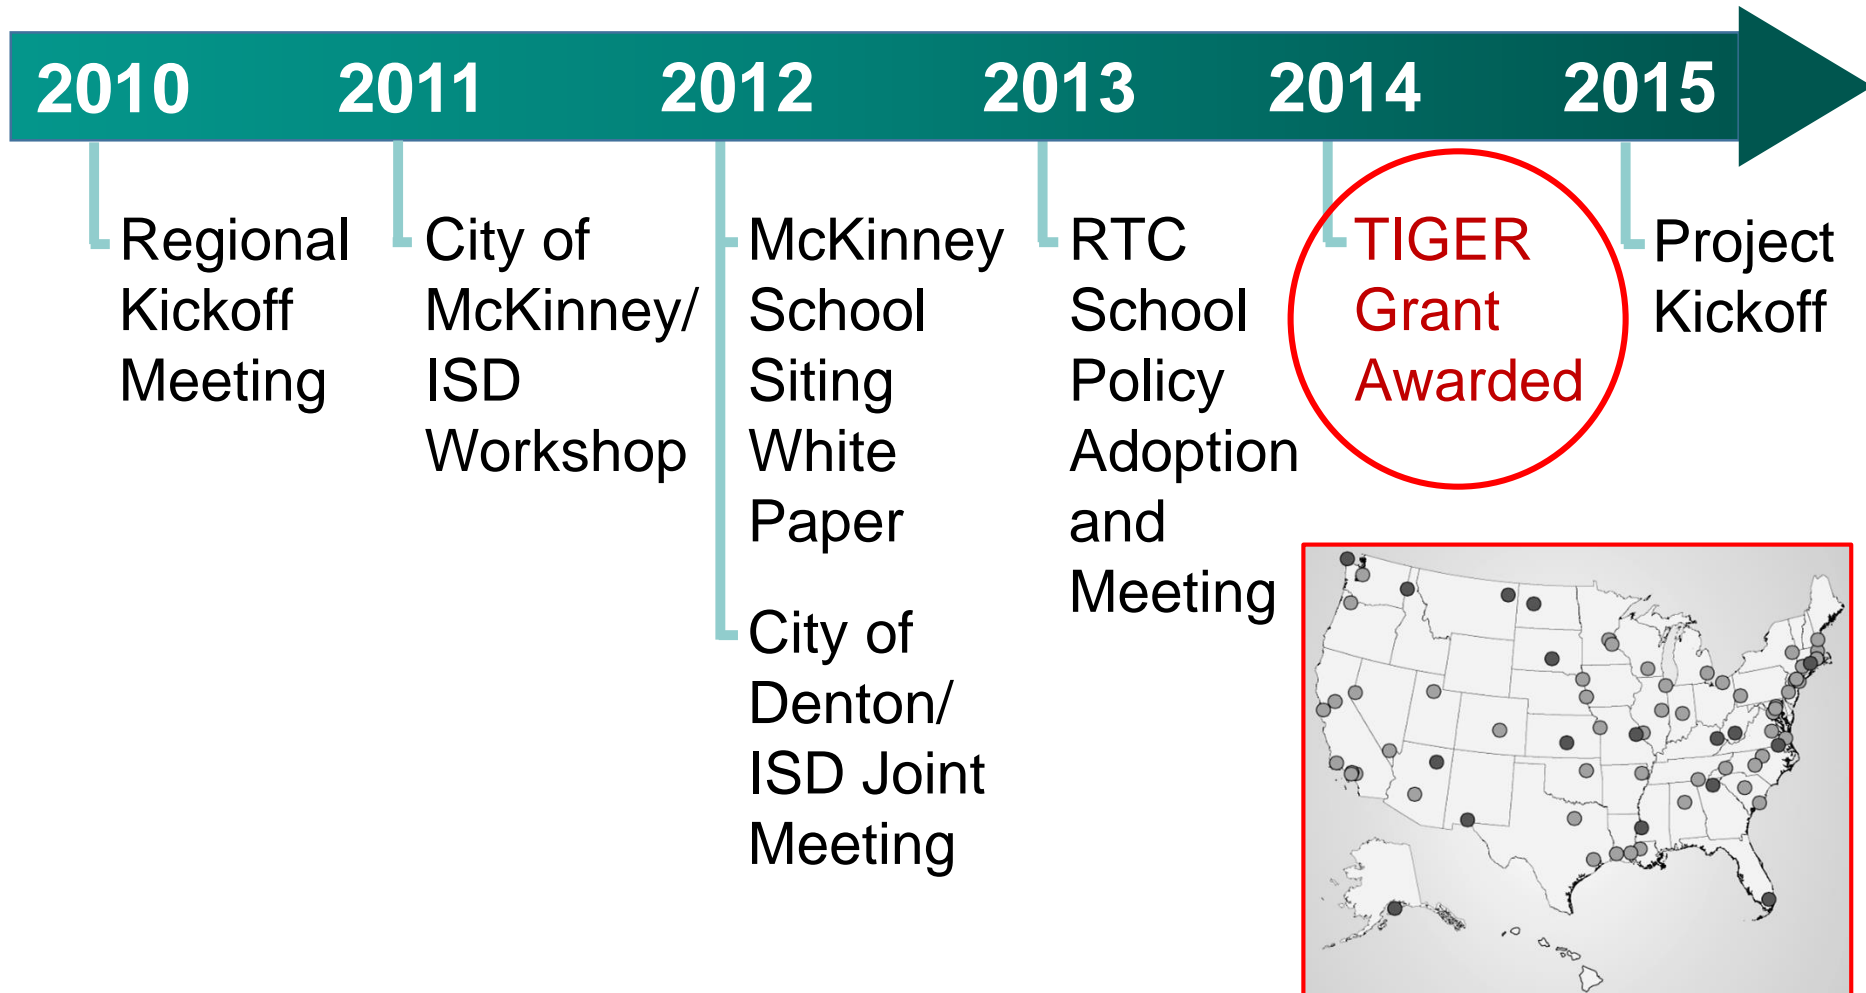 2010 2011 2012 2013 2014 2015
Regional
Kickoff
Meeting
City of
McKinney/
ISD
Workshop
McKinney
School
Siting
White
Paper
City of
Denton/
ISD Joint
Meeting
RTC
School
Policy
Adoption
and
Meeting
TIGER
Grant
Awarded
Project
Kickoff